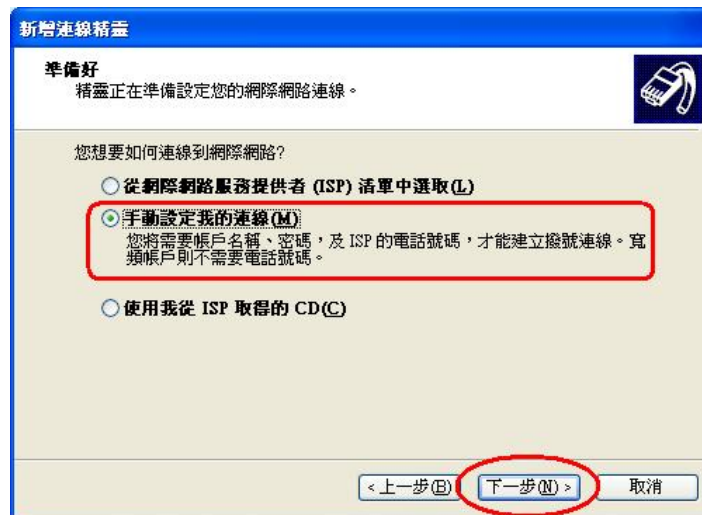 新增連線精靈
準備好
精靈正在準備設定您的網際網路連線。
您想要如何連線到網際網路?
從網際網路服務提供者 (ISP) 清單中選取(L)
手動設定我的連線(M)
您將需要帳戶名稱、密碼，及 ISP 的電話號碼，才能建立撥號連線。寬
頻帳戶則不需要電話號碼。
使用我從 ISP 取得的 CD(C)
<上一步(B)
下一步(N) >
取消